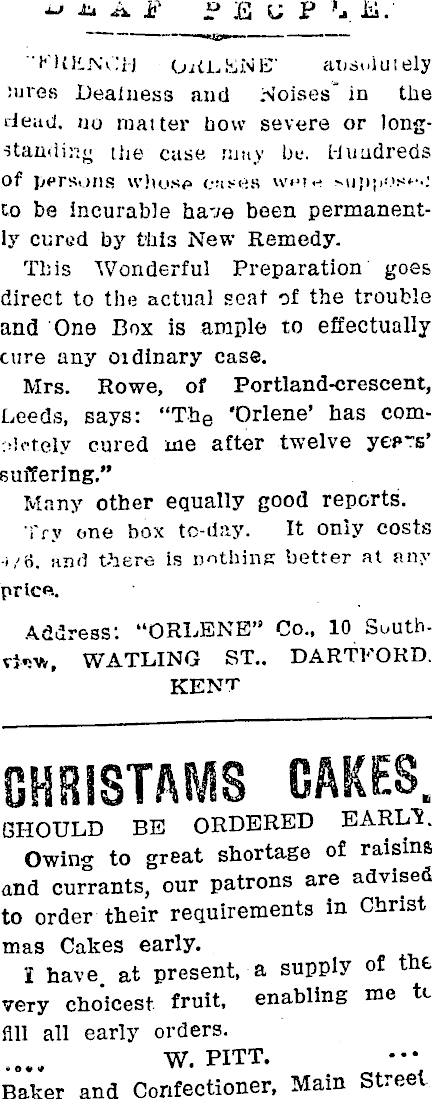 DEAF PEOPLE.
"FRENCH ORLENE" absolutely
cures Deafness and Noises in the
Head, no matter how severe or long-
standing the case may be. Hundreds
of persons whose cases were supposed
to be incurable have been permanent-
ly cured by this New Remedy.
This Wonderful Preparation goes
direct to the actual seat of the trouble
and One Box is ample to effectually
cure any ordinary case.
Mrs. Rowe, of Portland-crescent,
Leeds, says: "The 'Orlene' has com-
pletely cured me after twelve years'
suffering."
Many other equally good reports.
Try one box to-day. It only costs
and there is nothing better at any
price.
Address: "ORLENE" Co., 10 South-
view, WATLING ST.. DARTFORD.
KENT
CHRISTAMS CAKES,
SHOULD BE ORDERED EARLY.
Owing to great shortage of raisins
and currants, our patrons are advised
to order their requirements in Christ
mas Cakes early.
I have, at present, a supply of the
very choicest fruit, enabling me to
fill all early orders.
.... W. PITT. ...
Baker and Confectioner, Main Street